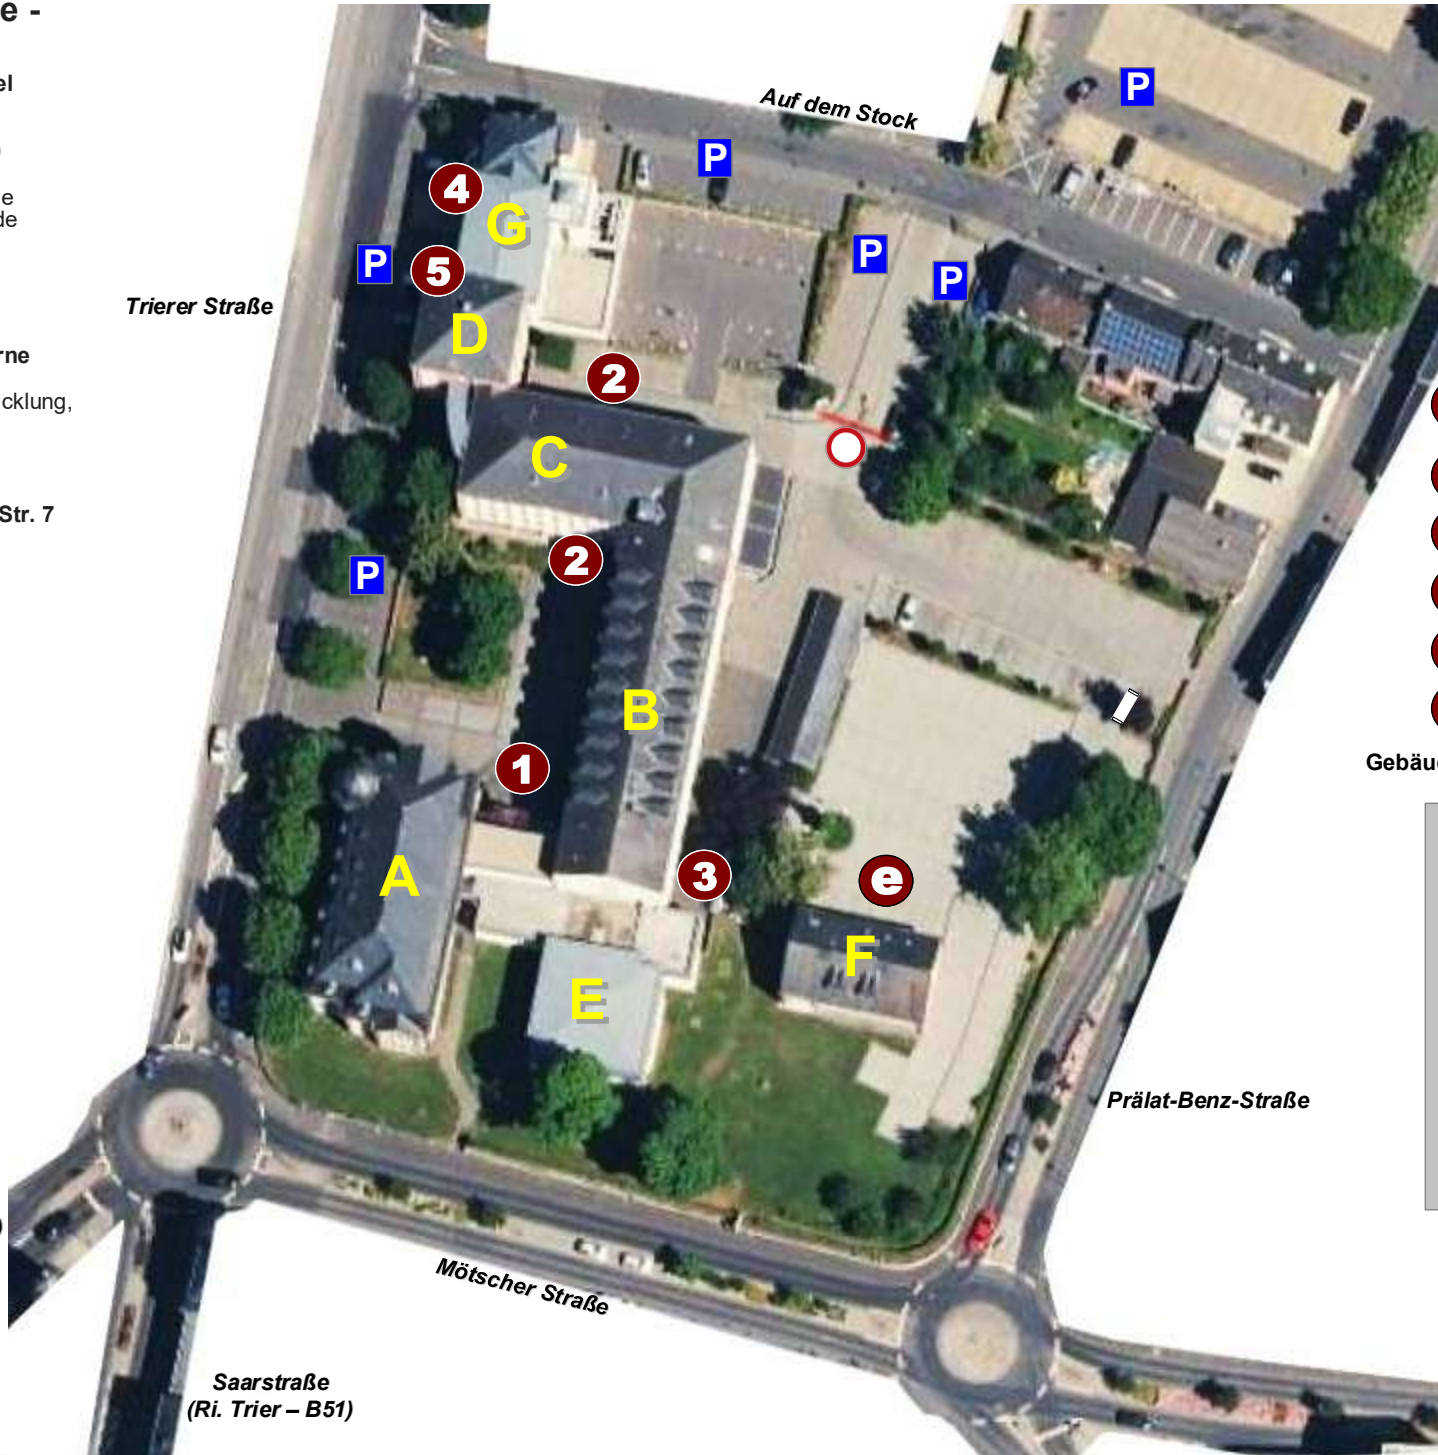 e -
el
)
e
de
rne
cklung,
Str. 7
Auf dem Stock
P
P
4
G
P
P
P
5
Trierer Straße
D
2
C
2
P
B
1
Gebäu
A
3
e
F
E
Prälat-Benz-Straße
Mötscher Straße
Saarstraße
(Ri. Trier – B51)